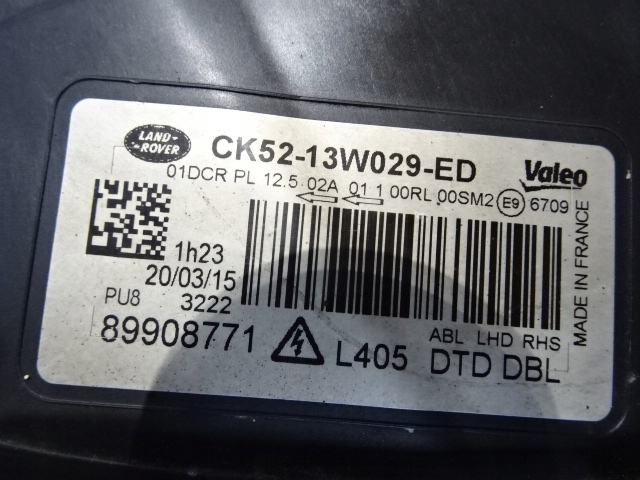 LAND-
-ROVER
CK52-13W029-ED
Valeo
01DCR PL 12.5 02A 01 1 00RL 00SM2 E9 6709
1h23
20/03/15
PU8 3222
ABL LHD RHS
89908771 L405 DTD DBL
MADE IN FRANCE